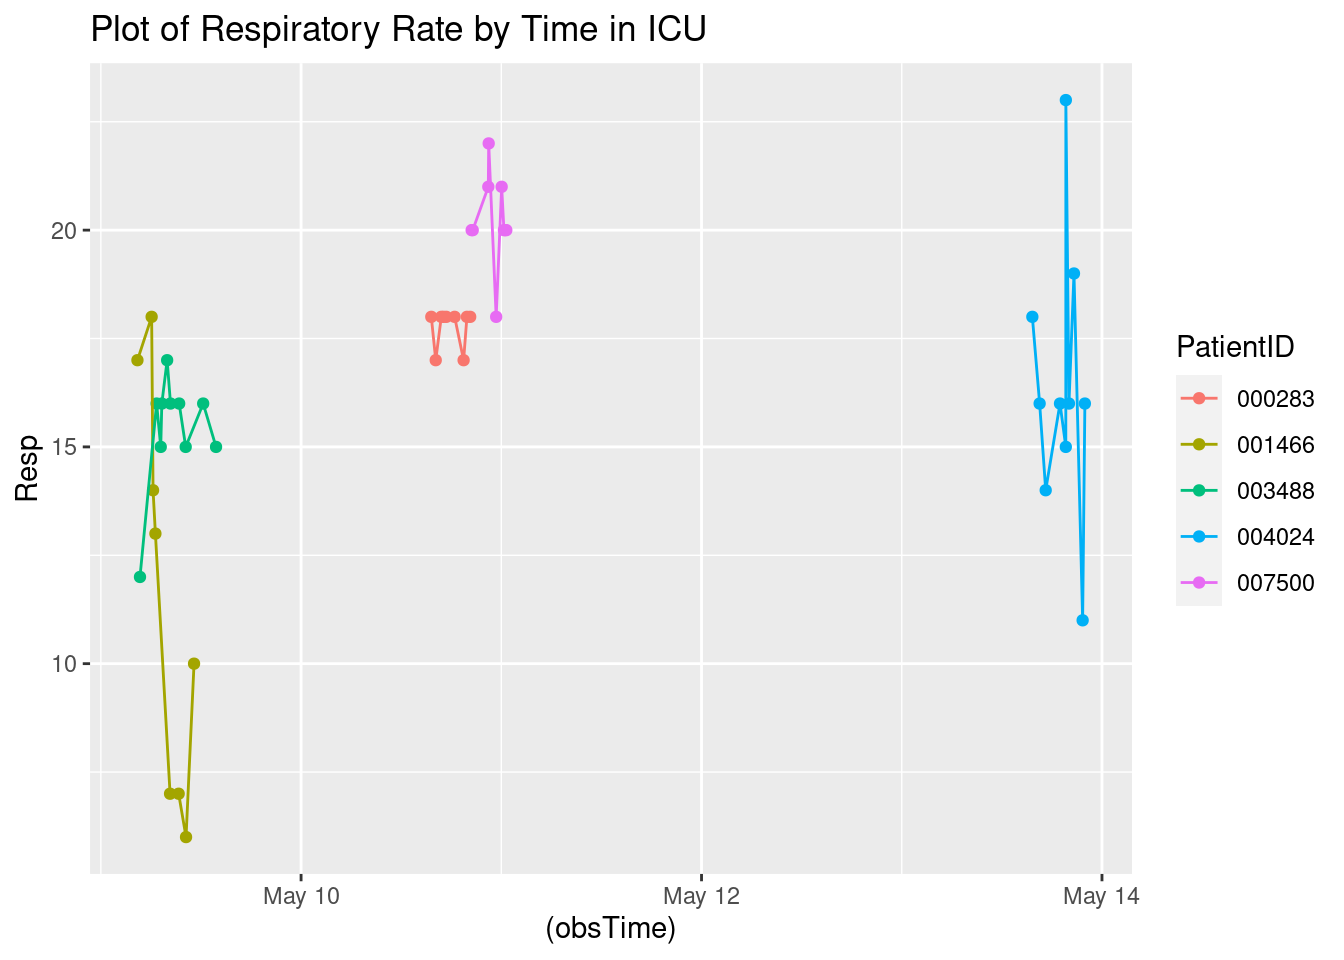 Plot of Respiratory Rate by Time in ICU
Resp
20
15
10
May 10
May 12
May 14
(obsTime)
PatientID
000283
001466
003488
004024
007500